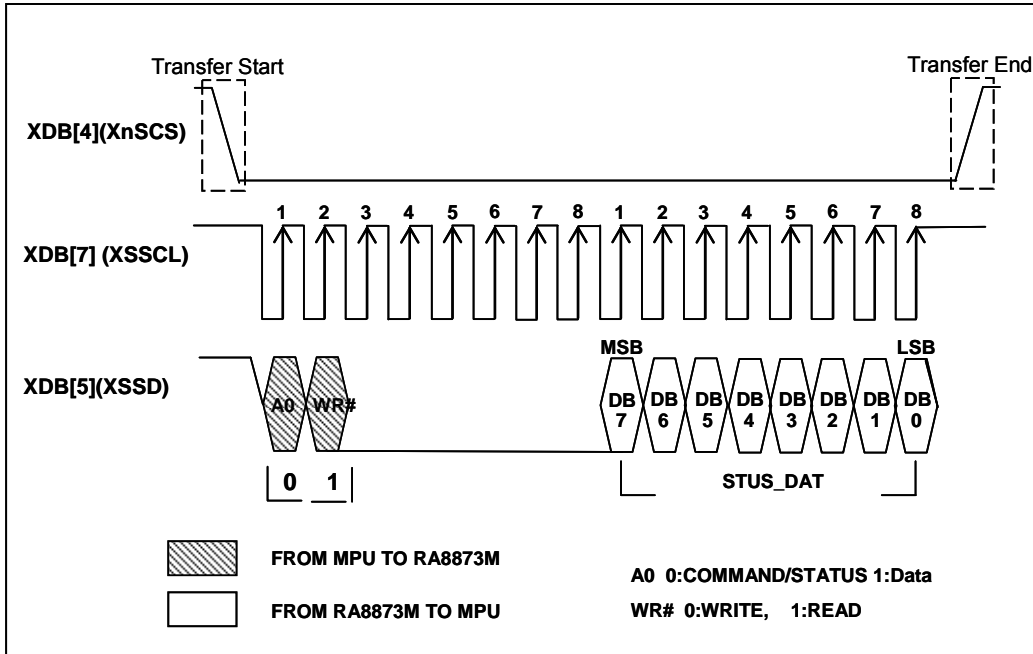 Transfer Start
Transfer End
XDB[4](XnSCS)
1 2 3 4 5 6 7 8 1 2 3 4 5 6 7 8
XDB[7] (XSSCL)
MSB LSB
XDB[5](XSSD)
A0 WR# DB DB DB DB DB DB DB DB
7 6 5 4 3 2 1 0
0 1
STUS_DAT
FROM MPU TO RA8873M
A0 0:COMMAND/STATUS 1:Data
FROM RA8873M TO MPU
WR# 0:WRITE, 1:READ